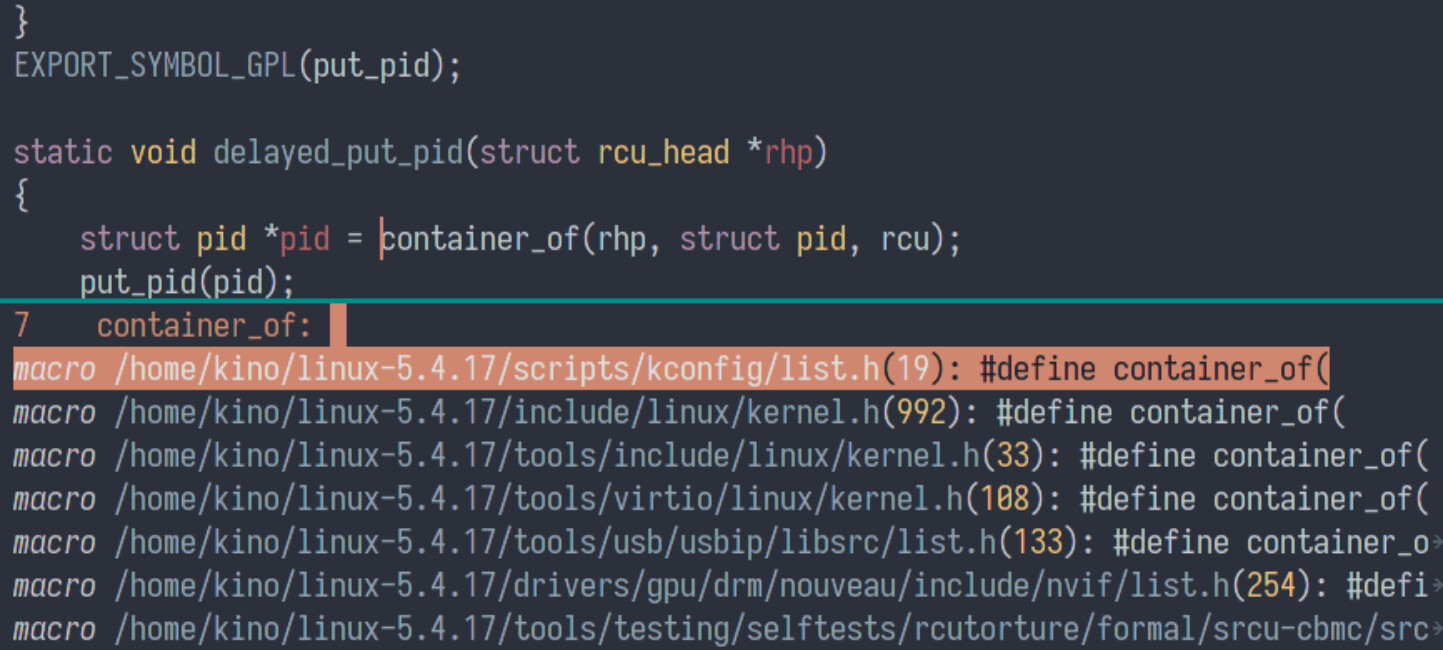 }
EXPORT_SYMBOL_GPL(put_pid);
static void delayed_put_pid(struct rcu_head *rhp)
{
    struct pid *pid = container_of(rhp, struct pid, rcu);
    put_pid(pid);
7    container_of:
macro /home/kino/linux-5.4.17/scripts/kconfig/list.h(19): #define container_of(
macro /home/kino/linux-5.4.17/include/linux/kernel.h(992): #define container_of(
macro /home/kino/linux-5.4.17/tools/include/linux/kernel.h(33): #define container_of(
macro /home/kino/linux-5.4.17/tools/virtio/linux/kernel.h(108): #define container_of(
macro /home/kino/linux-5.4.17/tools/usb/usbip/libsrc/list.h(133): #define container_o
macro /home/kino/linux-5.4.17/drivers/gpu/drm/nouveau/include/nvif/list.h(254): #defi
macro /home/kino/linux-5.4.17/tools/testing/selftests/rcutorture/formal/srcu-cbmc/src